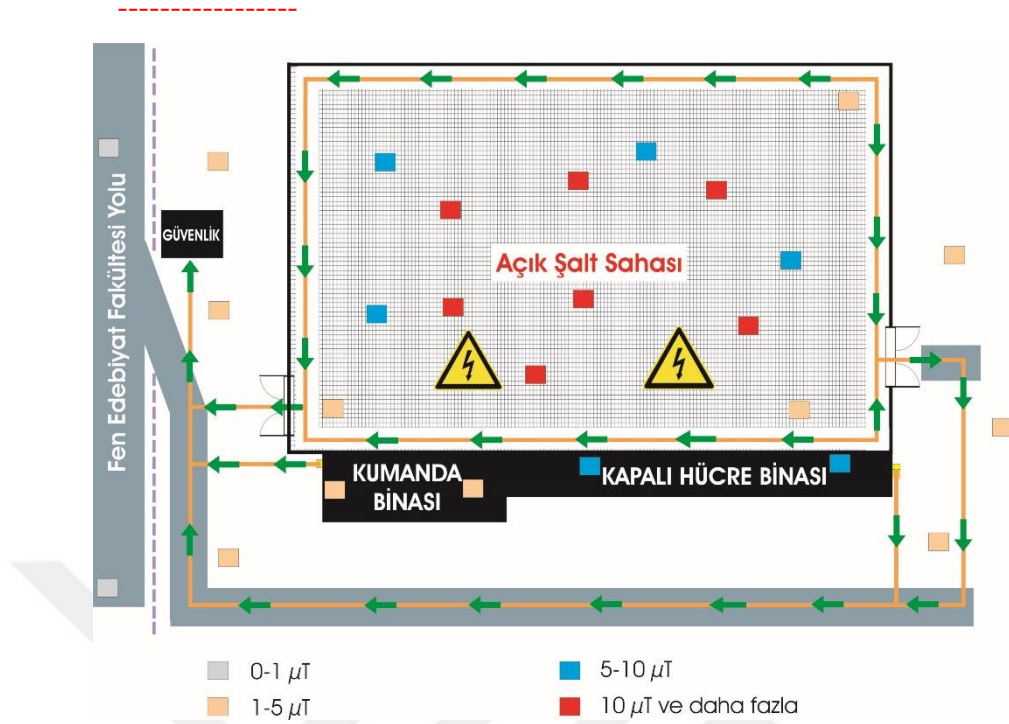 Fen Edebiyat Fakültesi Yolu
GÜVENLİK
Açık Şalt Sahası
KUMANDA
BİNASI
KAPALI HÜCRE BİNASI
0-1 µT
1-5 µT
5-10 µT
10 µT ve daha fazla